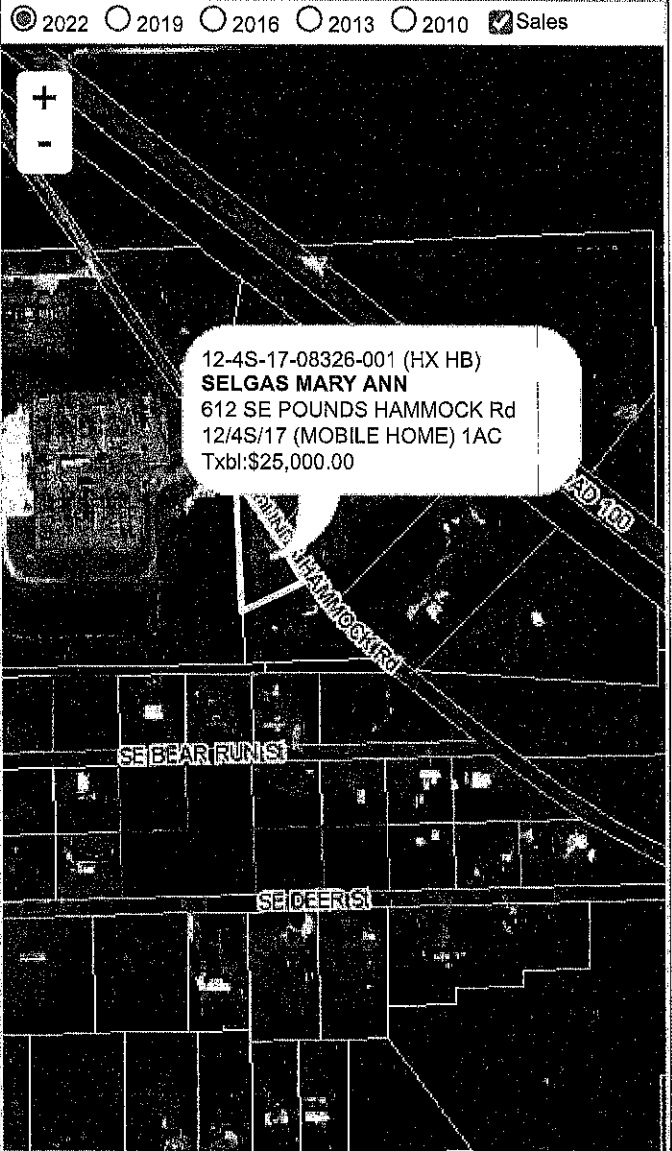 2022 2019 2016 2013 2010 Sales
+
-
12-4S-17-08326-001 (HX HB)
SELGAS MARY ANN
612 SE POUNDS HAMMOCK Rd
12/4S/17 (MOBILE HOME) 1AC
Txbl:$25,000.00
HAMMOCK Rd
SE BEAR RUN St
SE DEER St